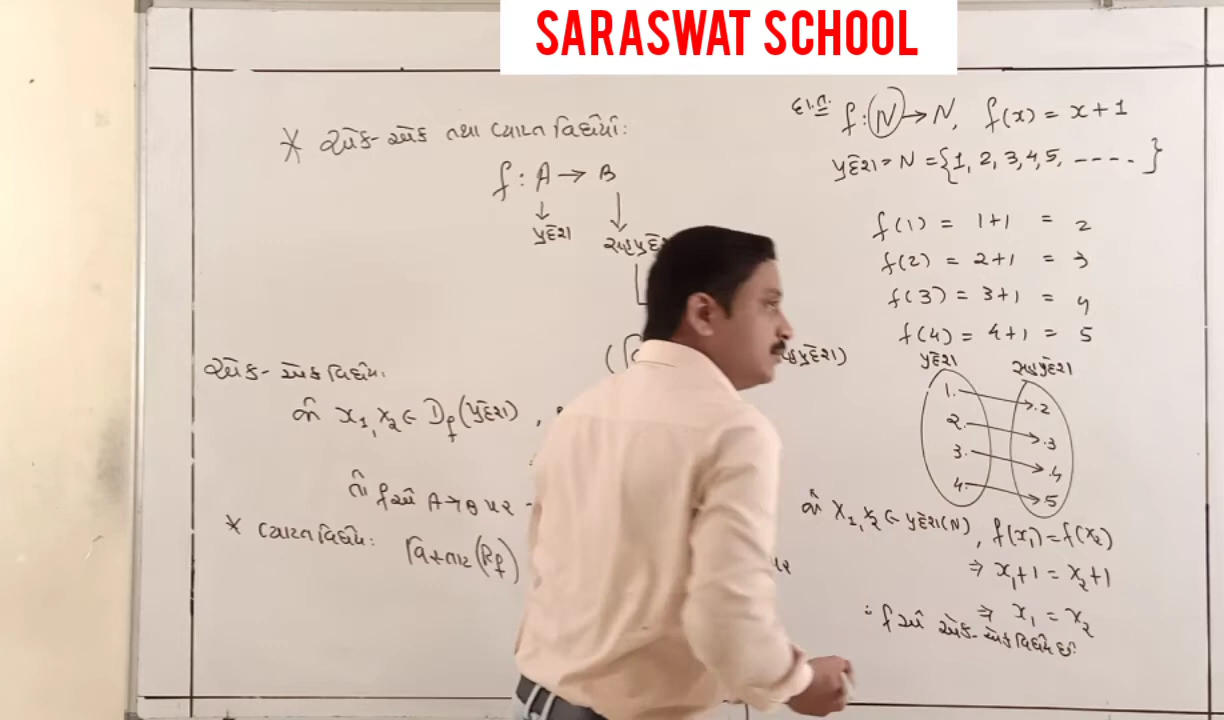 SARASWAT SCHOOL
* એક-એક તથા વ્યાપ્ત વિધેયો:
f : A → B
પ્રદેશ
સહપ્રદેશ
એક-એક વિધેય:
જો x₁, x₂ ∈ D_f (પ્રદેશ) ,
તો f એ A→B પર
* વ્યાપ્ત વિધેય: વિસ્તાર (R_f)
દા.ત. f : N → N, f(x) = x+1
પ્રદેશ = N = {1, 2, 3, 4, 5, ----- }
f(1) = 1+1 = 2
f(2) = 2+1 = 3
f(3) = 3+1 = 4
f(4) = 4+1 = 5
પ્રદેશ સહપ્રદેશ
1. → .2
2. → .3
3. → .4
4. → .5
જો x₁, x₂ ∈ પ્રદેશ(N), f(x₁) = f(x₂)
⇒ x₁+1 = x₂+1
⇒ x₁ = x₂
∴ f એ એક-એક વિધેય છે.